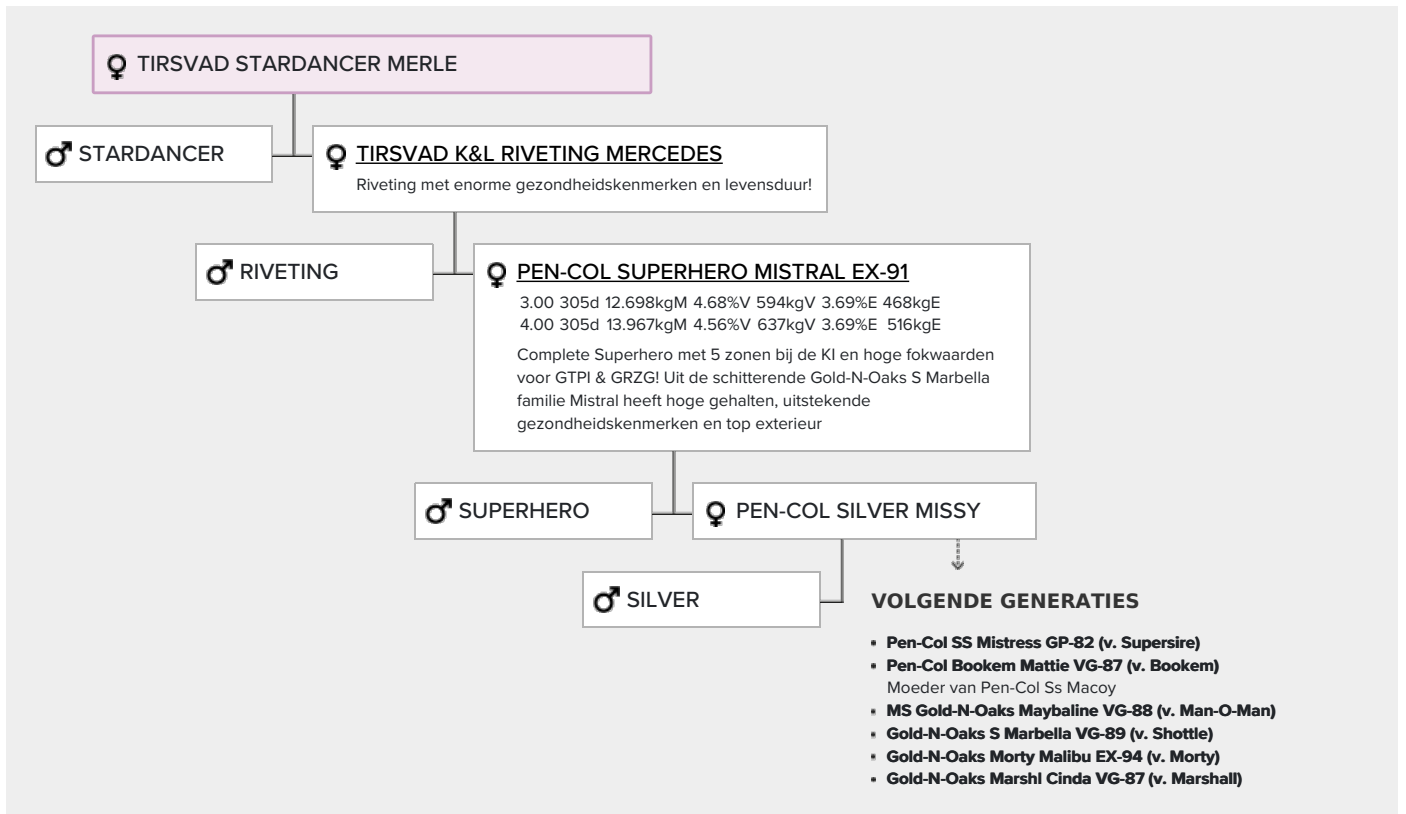 TIRSVAD STARDANCER MERLE
STARDANCER
TIRSVAD K&L RIVETING MERCEDES
Riveting met enorme gezondheidskenmerken en levensduur!
RIVETING
PEN-COL SUPERHERO MISTRAL EX-91
3.00 305d 12.698kgM 4.68%V 594kgV 3.69%E 468kgE
4.00 305d 13.967kgM 4.56%V 637kgV 3.69%E 516kgE
Complete Superhero met 5 zonen bij de KI en hoge fokwaarden
voor GTPI & GRZG! Uit de schitterende Gold-N-Oaks S Marbella
familie Mistral heeft hoge gehalten, uitstekende
gezondheidskenmerken en top exterieur
SUPERHERO
PEN-COL SILVER MISSY
SILVER
VOLGENDE GENERATIES
Pen-Col SS Mistress GP-82 (v. Supersire)
Pen-Col Bookem Mattie VG-87 (v. Bookem)
Moeder van Pen-Col Ss Macoy
MS Gold-N-Oaks Maybaline VG-88 (v. Man-O-Man)
Gold-N-Oaks S Marbella VG-89 (v. Shottle)
Gold-N-Oaks Morty Malibu EX-94 (v. Morty)
Gold-N-Oaks Marshl Cinda VG-87 (v. Marshall)